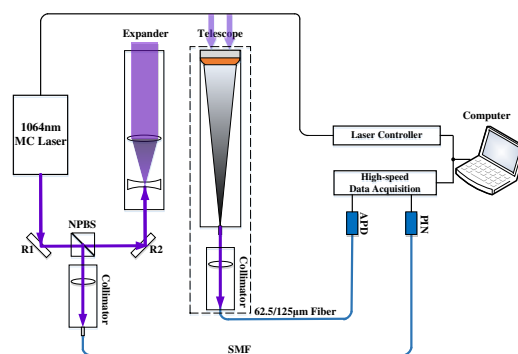 Expander
Telescope
1064nm
MC Laser
Laser Controller
Computer
High-speed
Data Acquisition
NPBS
R1
R2
APD
PIN
Collimator
Collimator
62.5/125μm Fiber
SMF